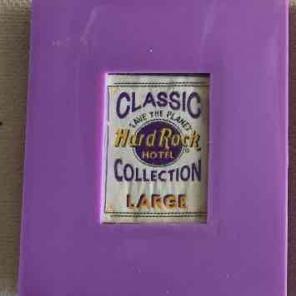 CLASSIC
SAVE THE PLANET
Hard Rock
HOTEL
®
COLLECTION
LARGE